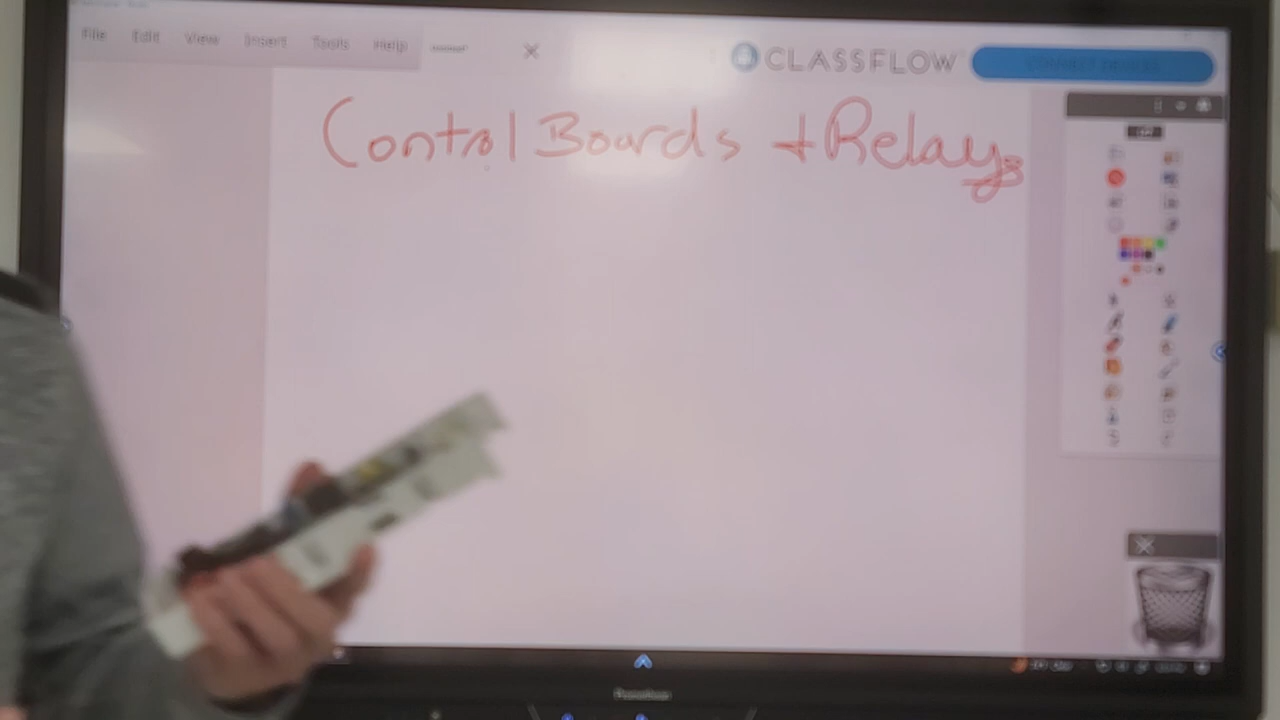 File Edit View Insert Tools Help
CLASSFLOW
Control Boards + Relays